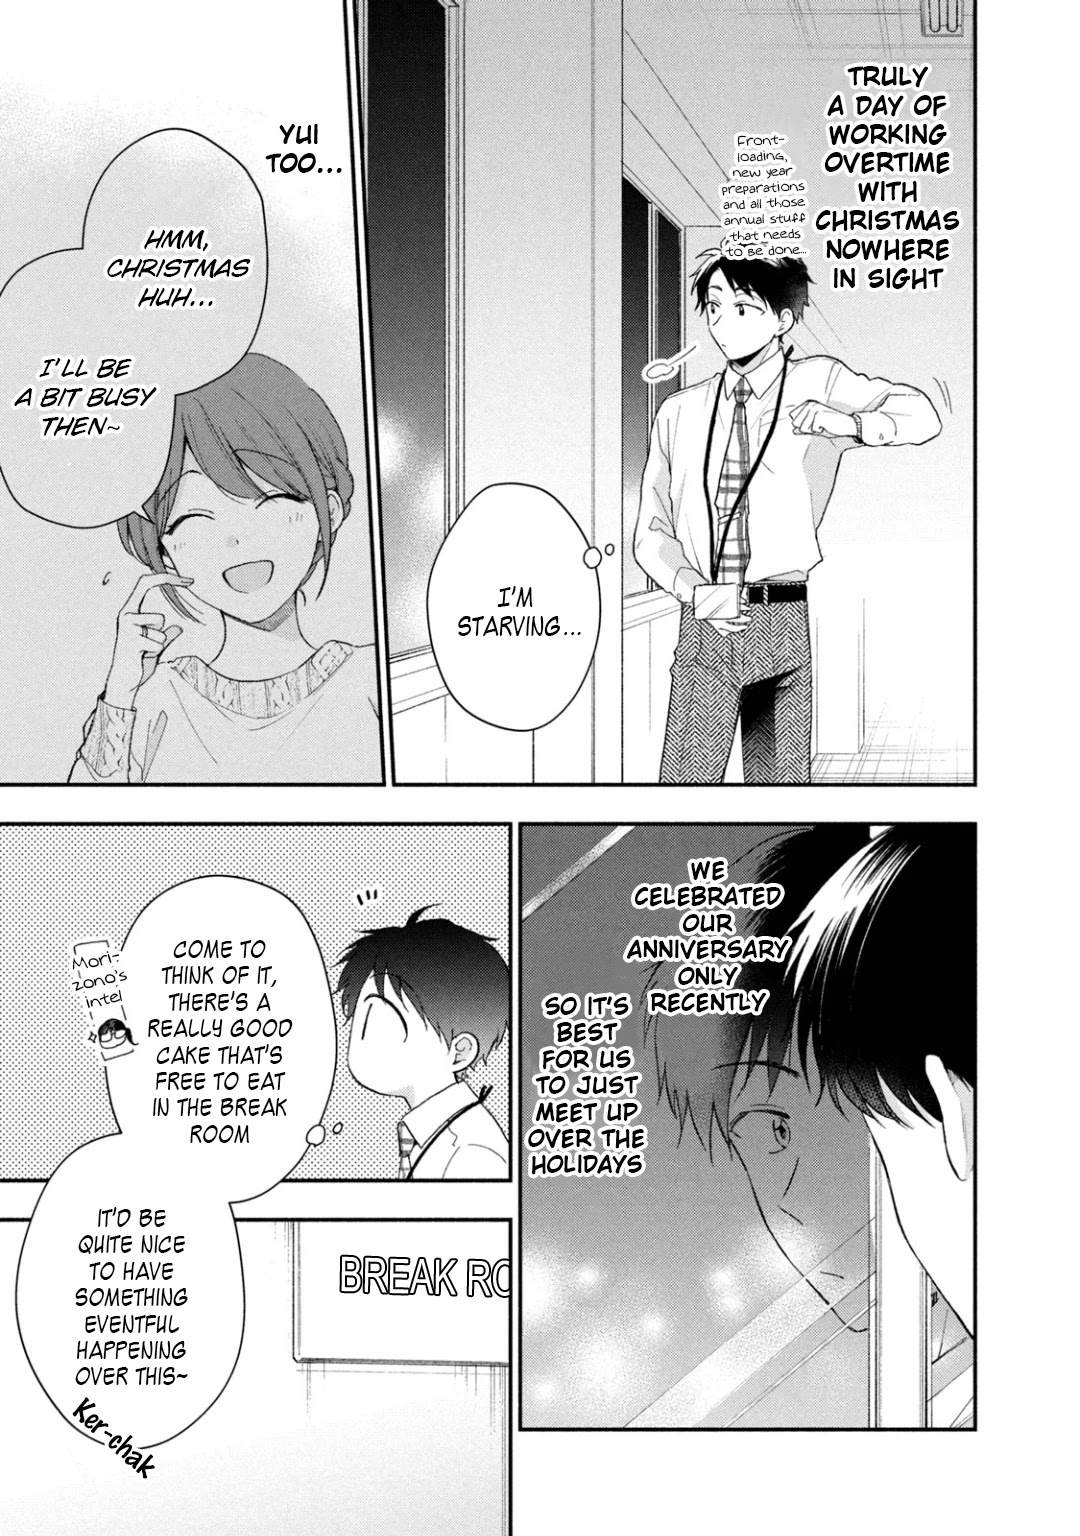 TRULY
A DAY OF
WORKING
OVERTIME
WITH
CHRISTMAS
NOWHERE
IN SIGHT
Front-
loading,
new year
preparations
and all those
annual stuff
that needs
to be done...
I'M
STARVING...
YUI
TOO...
HMM,
CHRISTMAS
HUH...
I'LL BE
A BIT BUSY
THEN~
WE
CELEBRATED
OUR
ANNIVERSARY
ONLY
RECENTLY
SO IT'S
BEST
FOR US
TO JUST
MEET UP
OVER THE
HOLIDAYS
COME TO
THINK OF IT,
THERE'S A
REALLY GOOD
CAKE THAT'S
FREE TO EAT
IN THE BREAK
ROOM
Mori-
zono's
intel
IT'D BE
QUITE NICE
TO HAVE
SOMETHING
EVENTFUL
HAPPENING
OVER THIS~
BREAK RO
Ker-chak